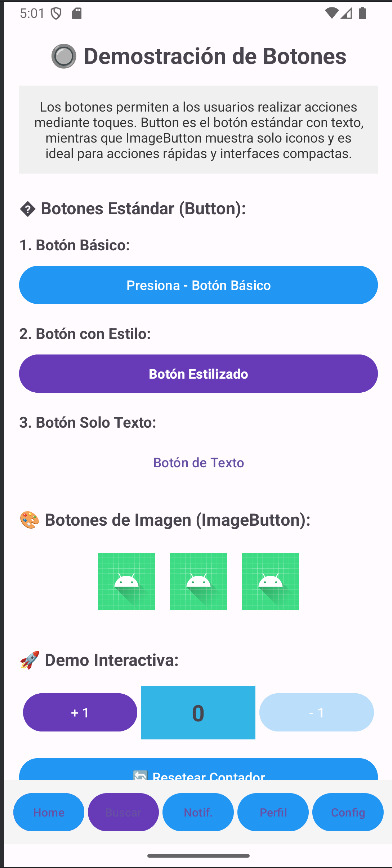 5:01
🔘 Demostración de Botones
Los botones permiten a los usuarios realizar acciones
mediante toques. Button es el botón estándar con texto,
mientras que ImageButton muestra solo iconos y es
ideal para acciones rápidas y interfaces compactas.
� Botones Estándar (Button):
1. Botón Básico:
Presiona - Botón Básico
2. Botón con Estilo:
Botón Estilizado
3. Botón Solo Texto:
Botón de Texto
🎨 Botones de Imagen (ImageButton):
🚀 Demo Interactiva:
+ 1
0
- 1
🔄 Resetear Contador
Home
Buscar
Notif.
Perfil
Config